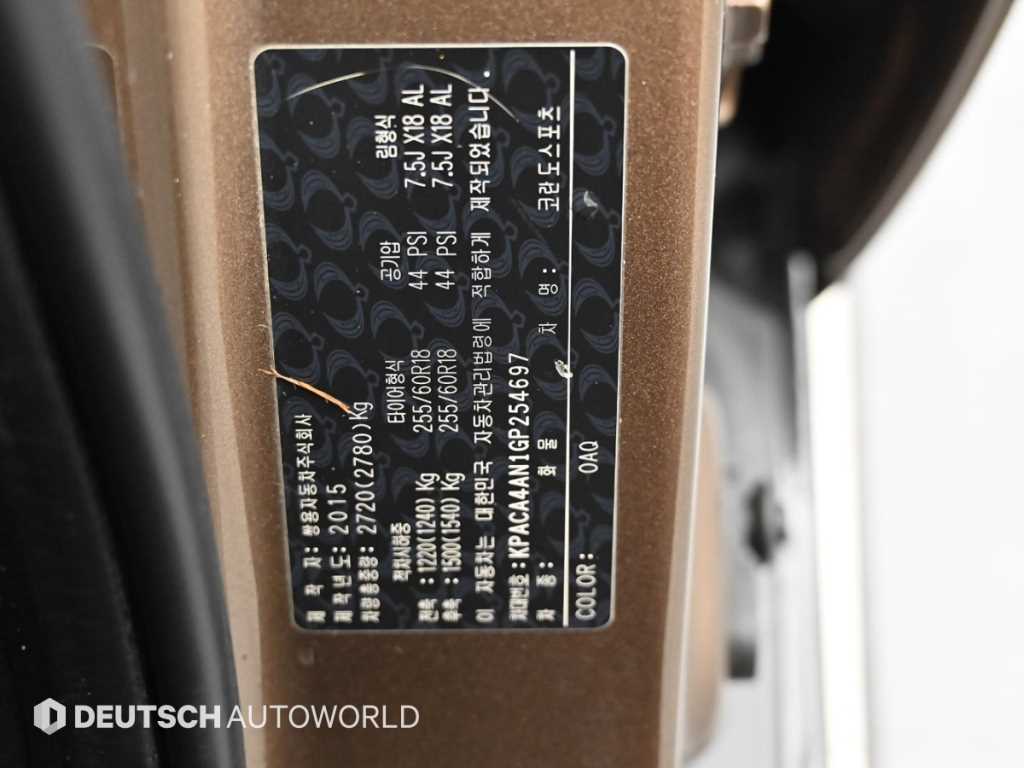 제 작 자 : 쌍용자동차주식회사
제작년도 : 2015
차량총중량 : 2720(2780)Kg
적차시하중 타이어형식 공기압 림형식
전축 : 1220(1240) Kg 255/60R18 44 PSI 7.5J X18 AL
후축 : 1500(1540) Kg 255/60R18 44 PSI 7.5J X18 AL
이 자동차는 대한민국 자동차관리법령에 적합하게 제작되었습니다.
차대번호 : KPACA4AN1GP254697
차 종 : 화 물 차 명 : 코란도스포츠
COLOR : OAQ
DEUTSCH AUTOWORLD